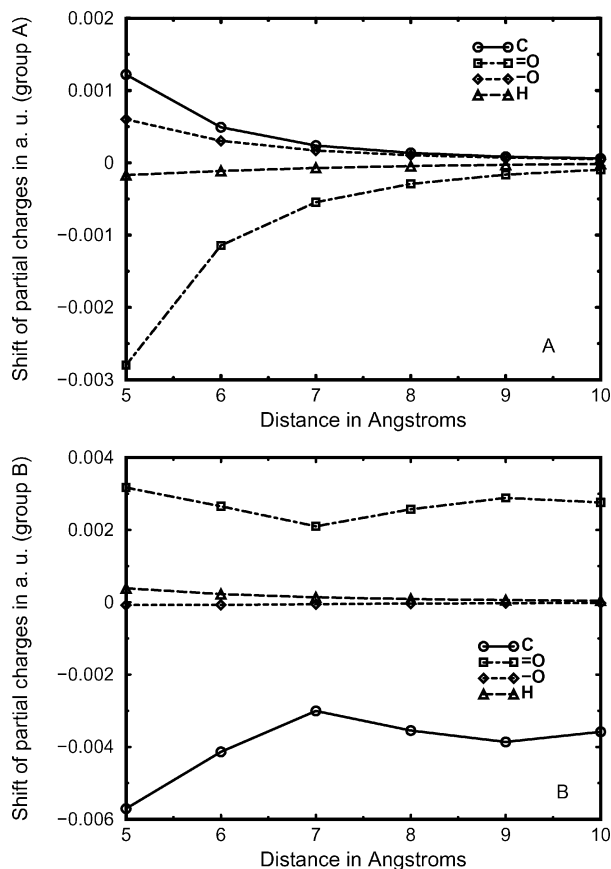 0.002
0.001
0
−0.001
−0.002
−0.003
Shift of partial charges in a. u. (group A)
C
=O
−O
H
A
5 6 7 8 9 10
Distance in Angstroms
0.004
0.002
0
−0.002
−0.004
−0.006
Shift of partial charges in a. u. (group B)
C
=O
−O
H
B
5 6 7 8 9 10
Distance in Angstroms